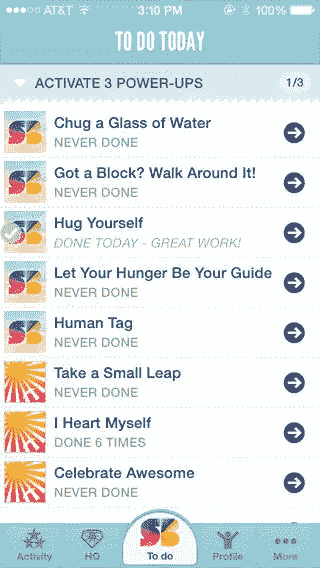 AT&T 3:10 PM 100%
TO DO TODAY
ACTIVATE 3 POWER-UPS 1/3
Chug a Glass of Water
NEVER DONE
Got a Block? Walk Around It!
NEVER DONE
Hug Yourself
DONE TODAY - GREAT WORK!
Let Your Hunger Be Your Guide
NEVER DONE
Human Tag
NEVER DONE
Take a Small Leap
NEVER DONE
I Heart Myself
DONE 6 TIMES
Celebrate Awesome
NEVER DONE
Activity HQ To do Profile More